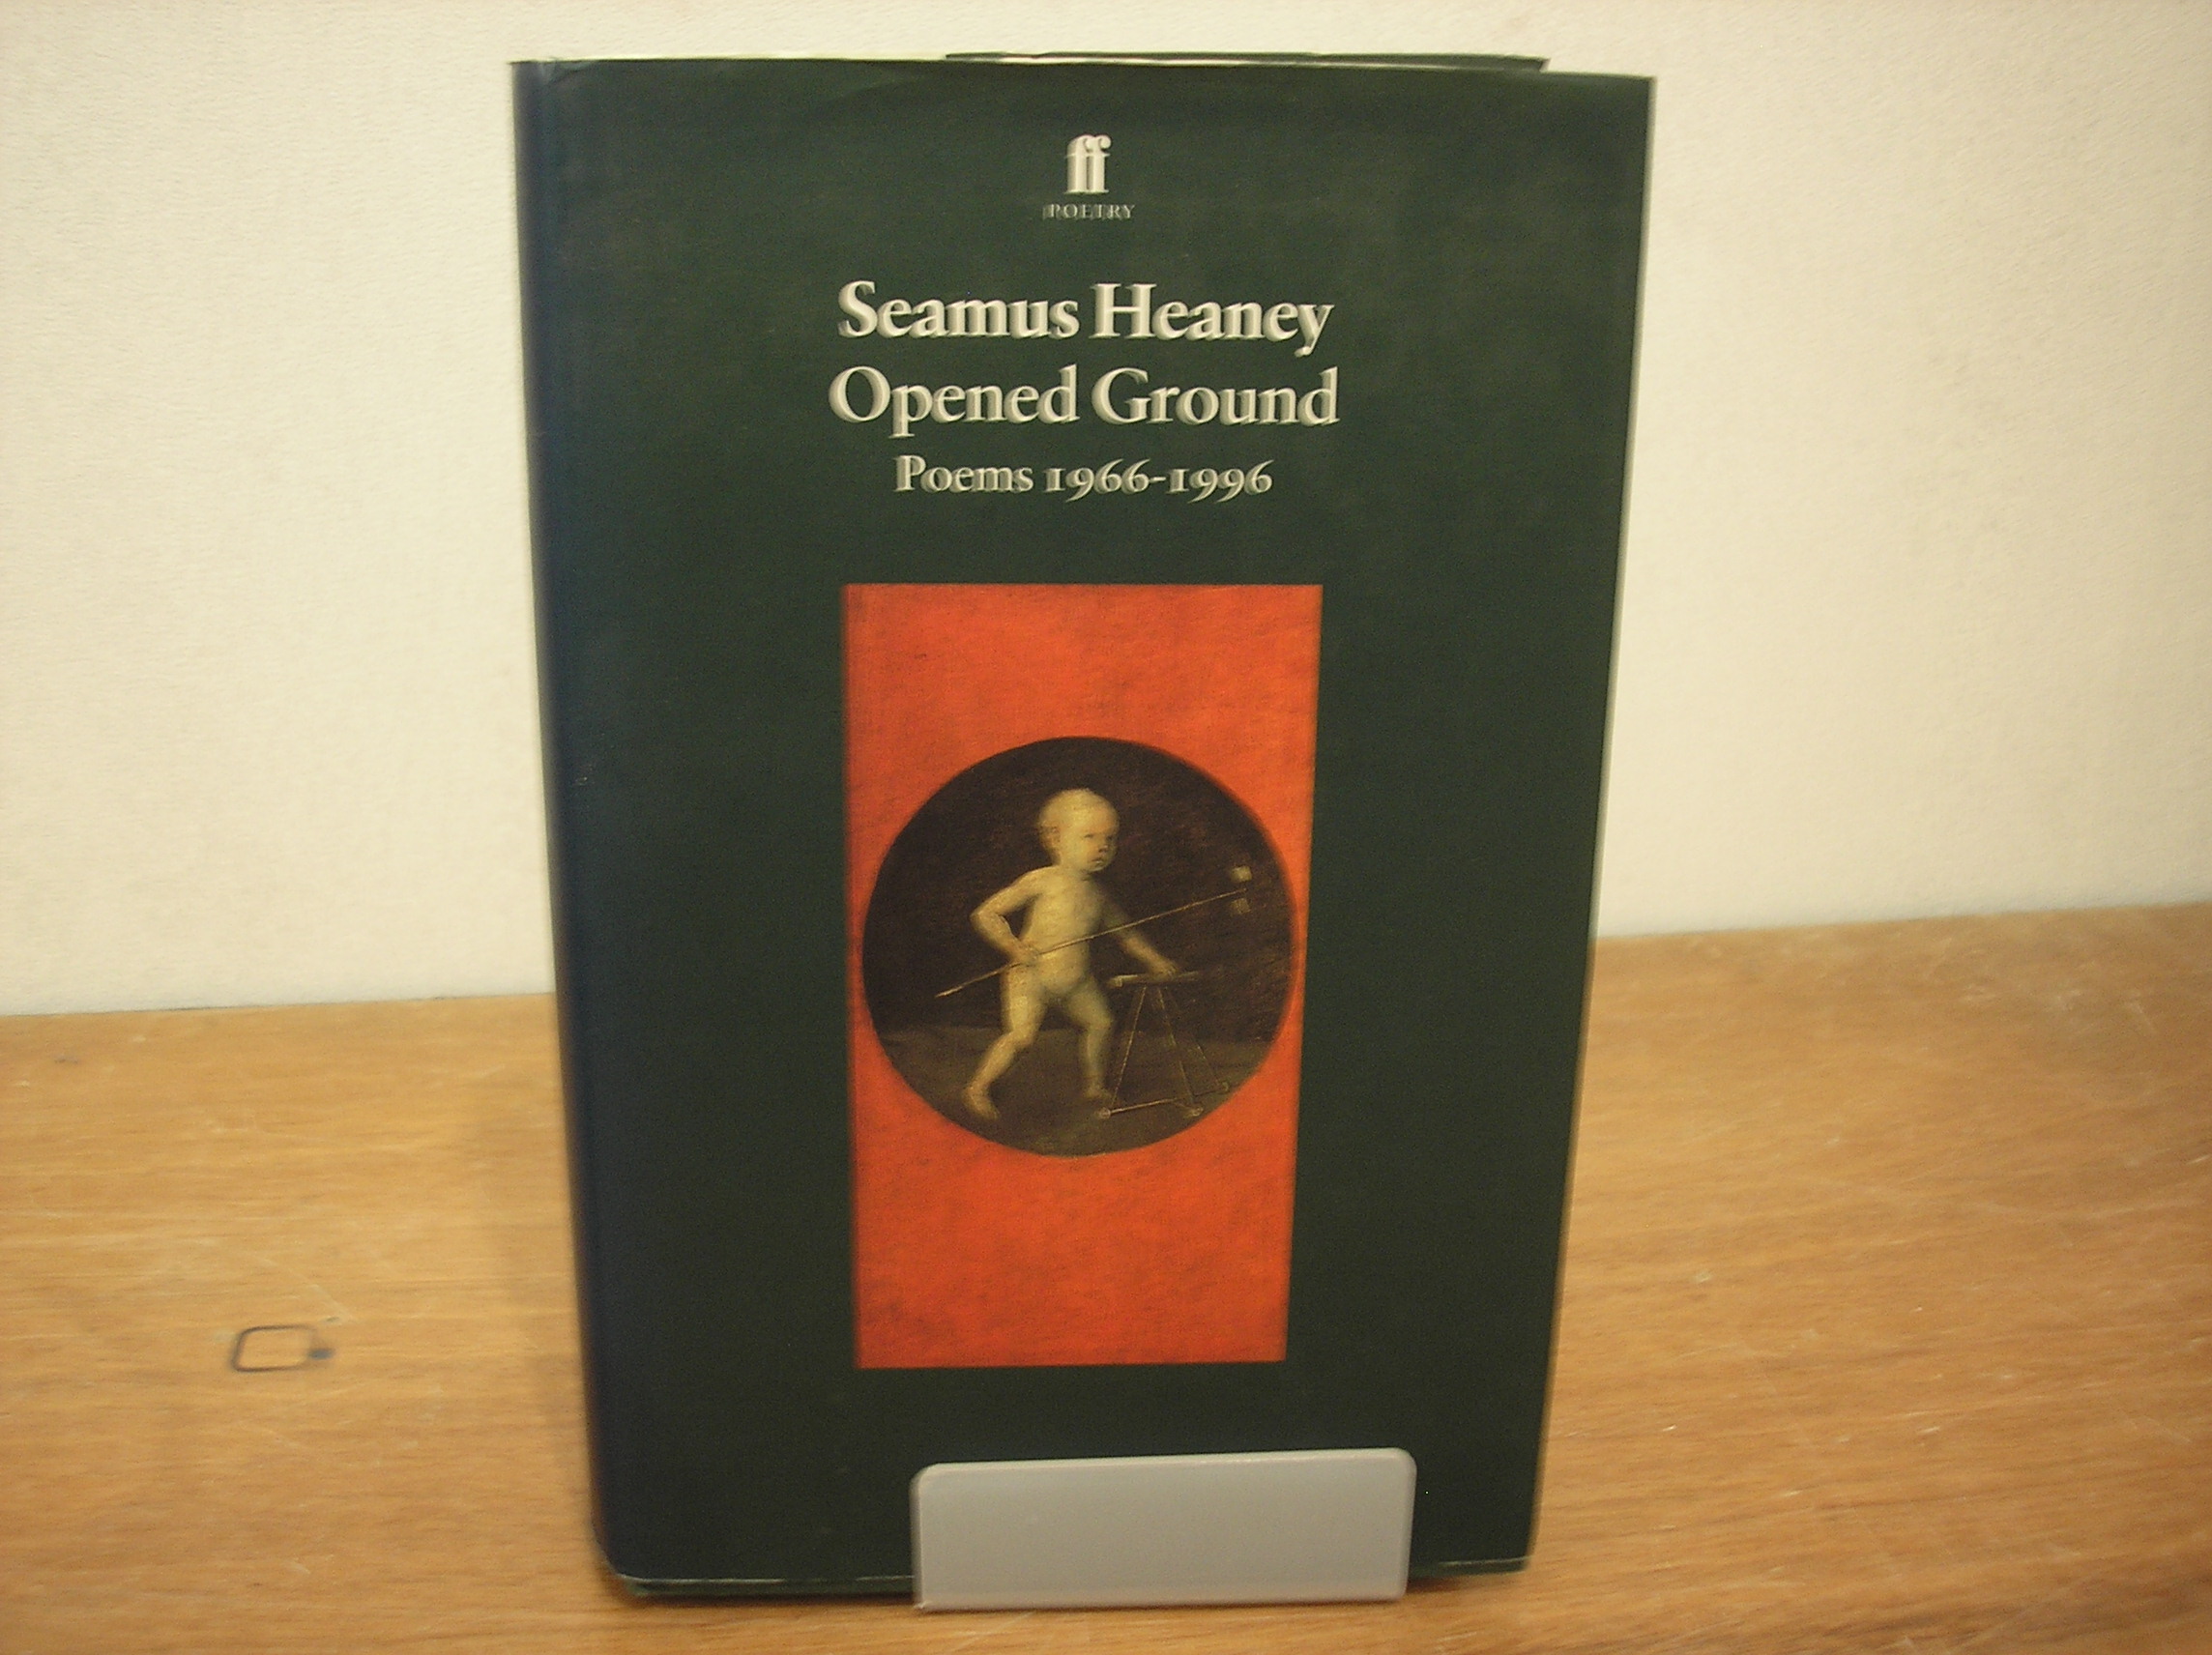 ff
POETRY
Seamus Heaney
Opened Ground
Poems 1966-1996